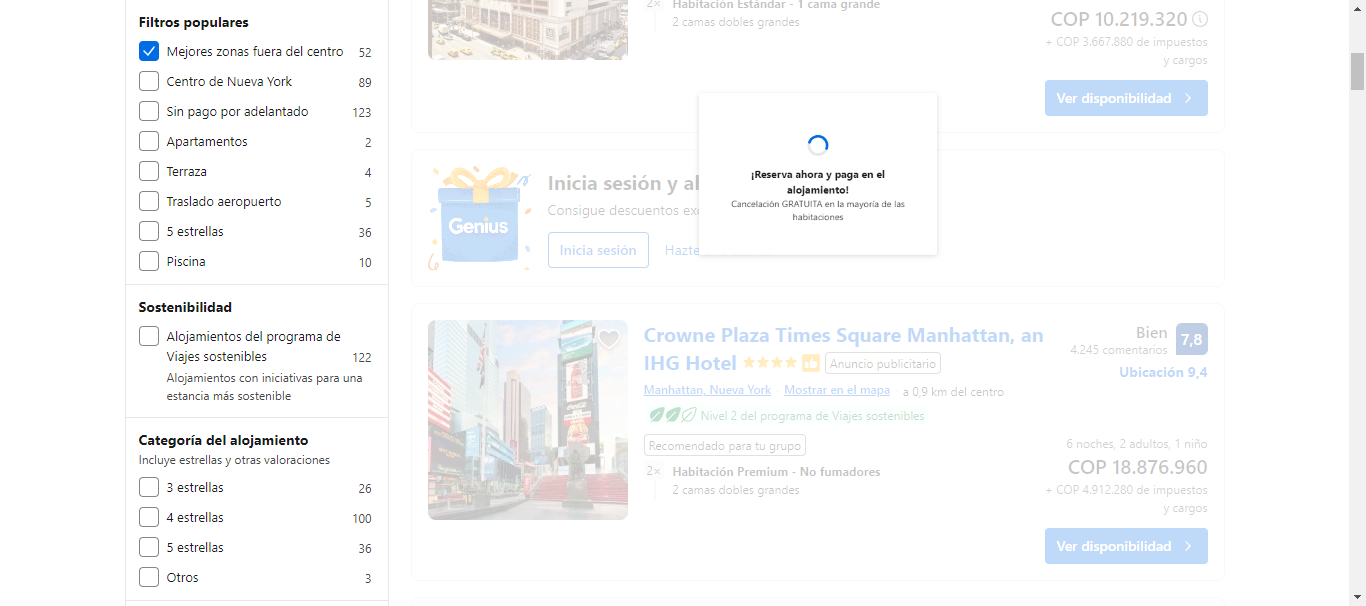 Filtros populares
Mejores zonas fuera del centro 52
Centro de Nueva York 89
Sin pago por adelantado 123
Apartamentos 2
Terraza 4
Traslado aeropuerto 5
5 estrellas 36
Piscina 10
Sostenibilidad
Alojamientos del programa de
Viajes sostenibles 122
Alojamientos con iniciativas para una
estancia más sostenible
Categoría del alojamiento
Incluye estrellas y otras valoraciones
3 estrellas 26
4 estrellas 100
5 estrellas 36
Otros 3
2× Habitación Estándar - 1 cama grande
2 camas dobles grandes
COP 10.219.320
+ COP 3.667.880 de impuestos
y cargos
Ver disponibilidad
¡Reserva ahora y paga en el
alojamiento!
Cancelación GRATUITA en la mayoría de las
habitaciones
Genius
Inicia sesión y
Consigue descuentos
Inicia sesión
Crowne Plaza Times Square Manhattan, an
IHG Hotel Anuncio publicitario
Manhattan, Nueva York · Mostrar en el mapa · a 0,9 km del centro
Nivel 2 del programa de Viajes sostenibles
Recomendado para tu grupo
2× Habitación Premium - No fumadores
2 camas dobles grandes
Bien 7,8
4.245 comentarios
Ubicación 9,4
6 noches, 2 adultos, 1 niño
COP 18.876.960
+ COP 4.912.280 de impuestos
y cargos
Ver disponibilidad